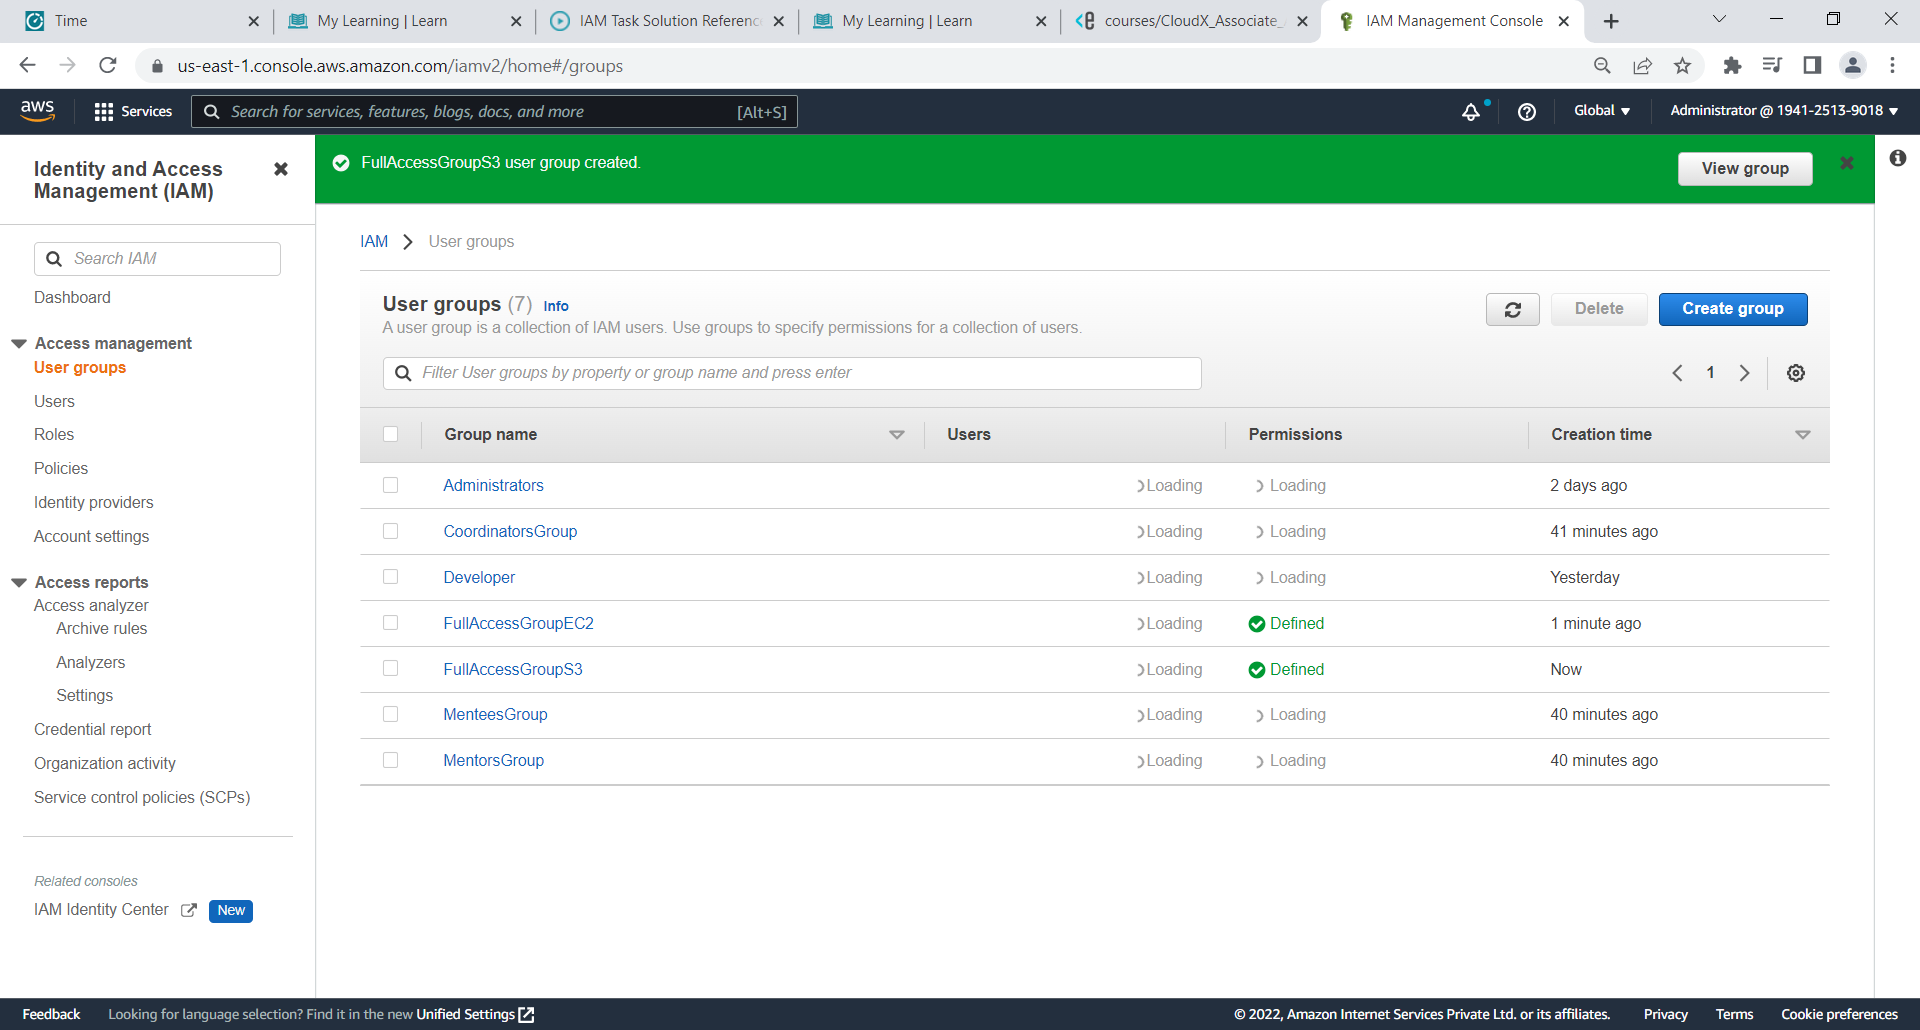 Time
My Learning | Learn
IAM Task Solution Referenc
My Learning | Learn
courses/CloudX_Associate_
IAM Management Console
us-east-1.console.aws.amazon.com/iamv2/home#/groups
aws
Services
Search for services, features, blogs, docs, and more
[Alt+S]
Global
Administrator @ 1941-2513-9018
Identity and Access
Management (IAM)
Search IAM
Dashboard
Access management
User groups
Users
Roles
Policies
Identity providers
Account settings
Access reports
Access analyzer
Archive rules
Analyzers
Settings
Credential report
Organization activity
Service control policies (SCPs)
Related consoles
IAM Identity Center New
FullAccessGroupS3 user group created.
View group
IAM > User groups
User groups (7) Info
A user group is a collection of IAM users. Use groups to specify permissions for a collection of users.
Delete
Create group
Filter User groups by property or group name and press enter
1
Group name Users Permissions Creation time
Administrators Loading Loading 2 days ago
CoordinatorsGroup Loading Loading 41 minutes ago
Developer Loading Loading Yesterday
FullAccessGroupEC2 Loading Defined 1 minute ago
FullAccessGroupS3 Loading Defined Now
MenteesGroup Loading Loading 40 minutes ago
MentorsGroup Loading Loading 40 minutes ago
Feedback
Looking for language selection? Find it in the new Unified Settings
© 2022, Amazon Internet Services Private Ltd. or its affiliates.
Privacy
Terms
Cookie preferences